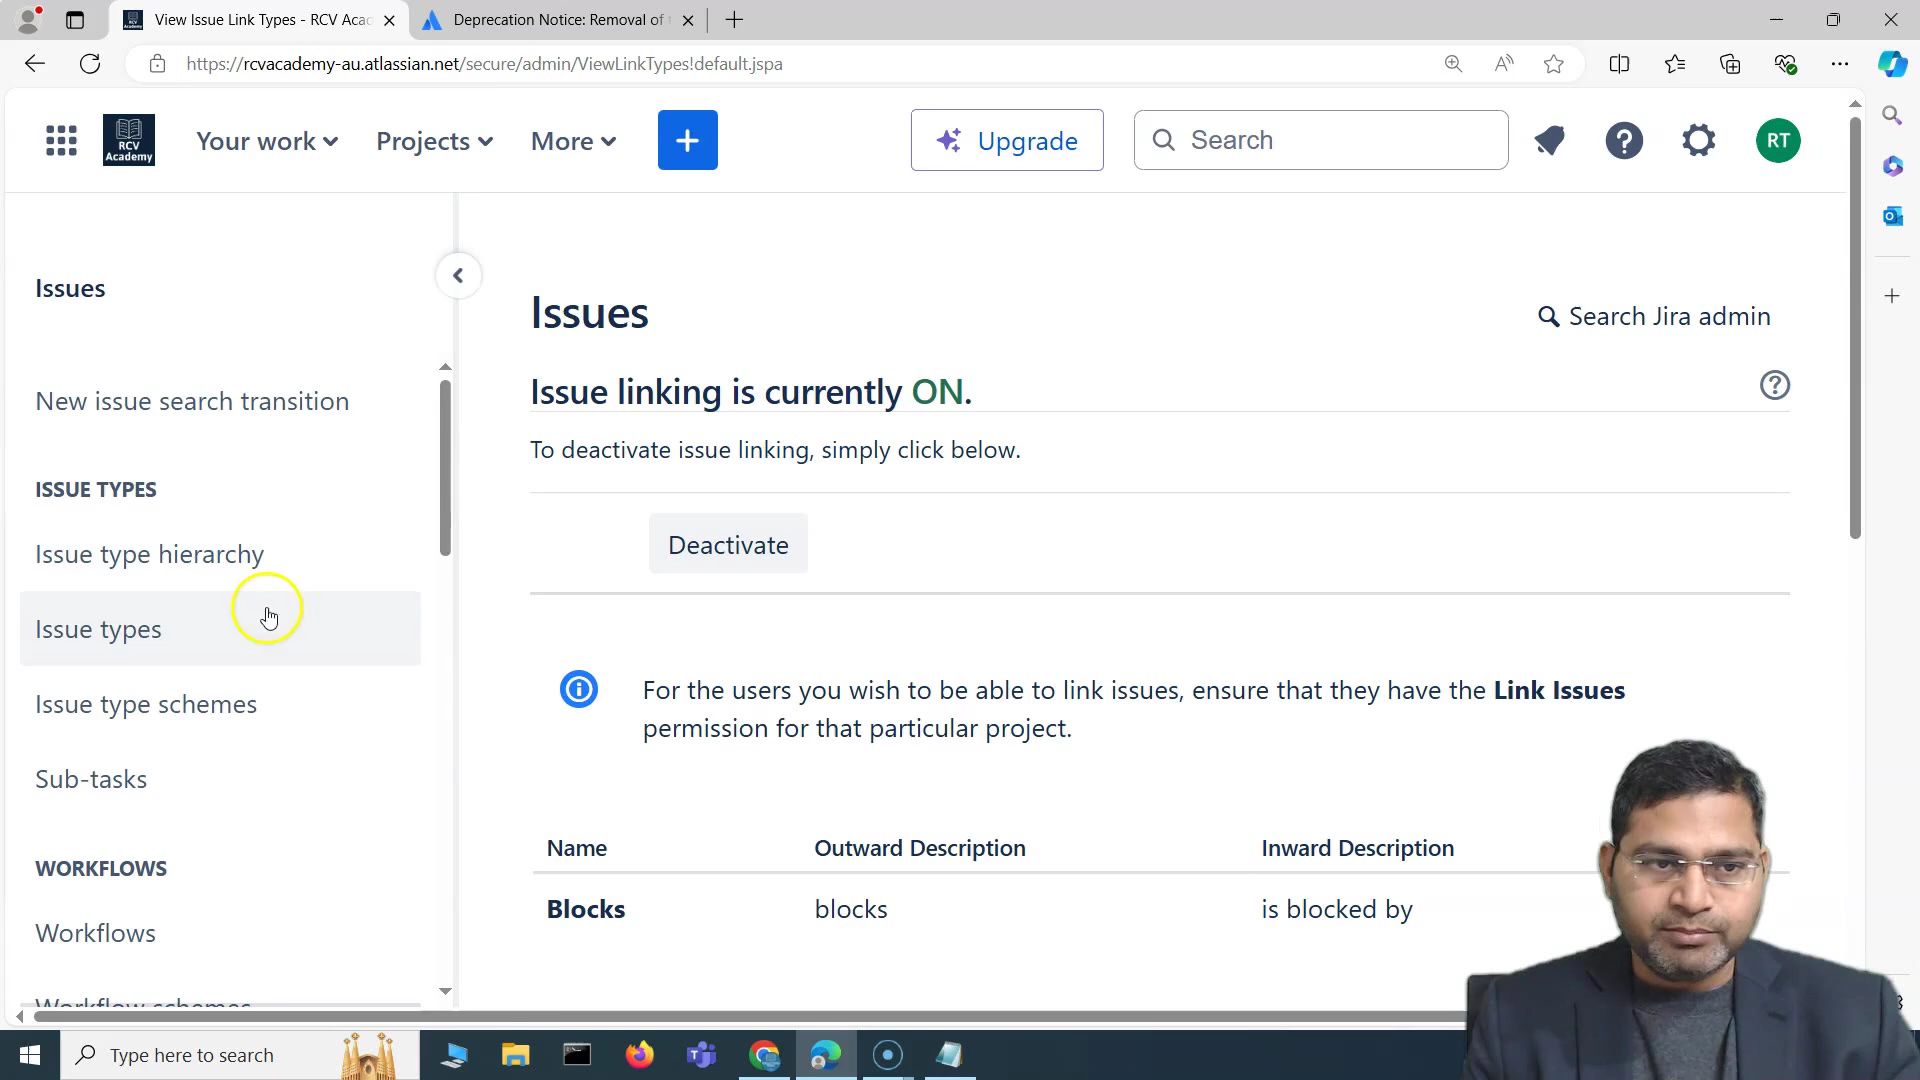 View Issue Link Types - RCV Aca
Deprecation Notice: Removal of
https://rcvacademy-au.atlassian.net/secure/admin/ViewLinkTypes!default.jspa
RCV
Academy
Your work
Projects
More
Upgrade
Search
RT
Issues
New issue search transition
ISSUE TYPES
Issue type hierarchy
Issue types
Issue type schemes
Sub-tasks
WORKFLOWS
Workflows
Workflow schemes
Issues
Search Jira admin
Issue linking is currently ON.
To deactivate issue linking, simply click below.
Deactivate
For the users you wish to be able to link issues, ensure that they have the Link Issues
permission for that particular project.
Name Outward Description Inward Description
Blocks blocks is blocked by
Type here to search